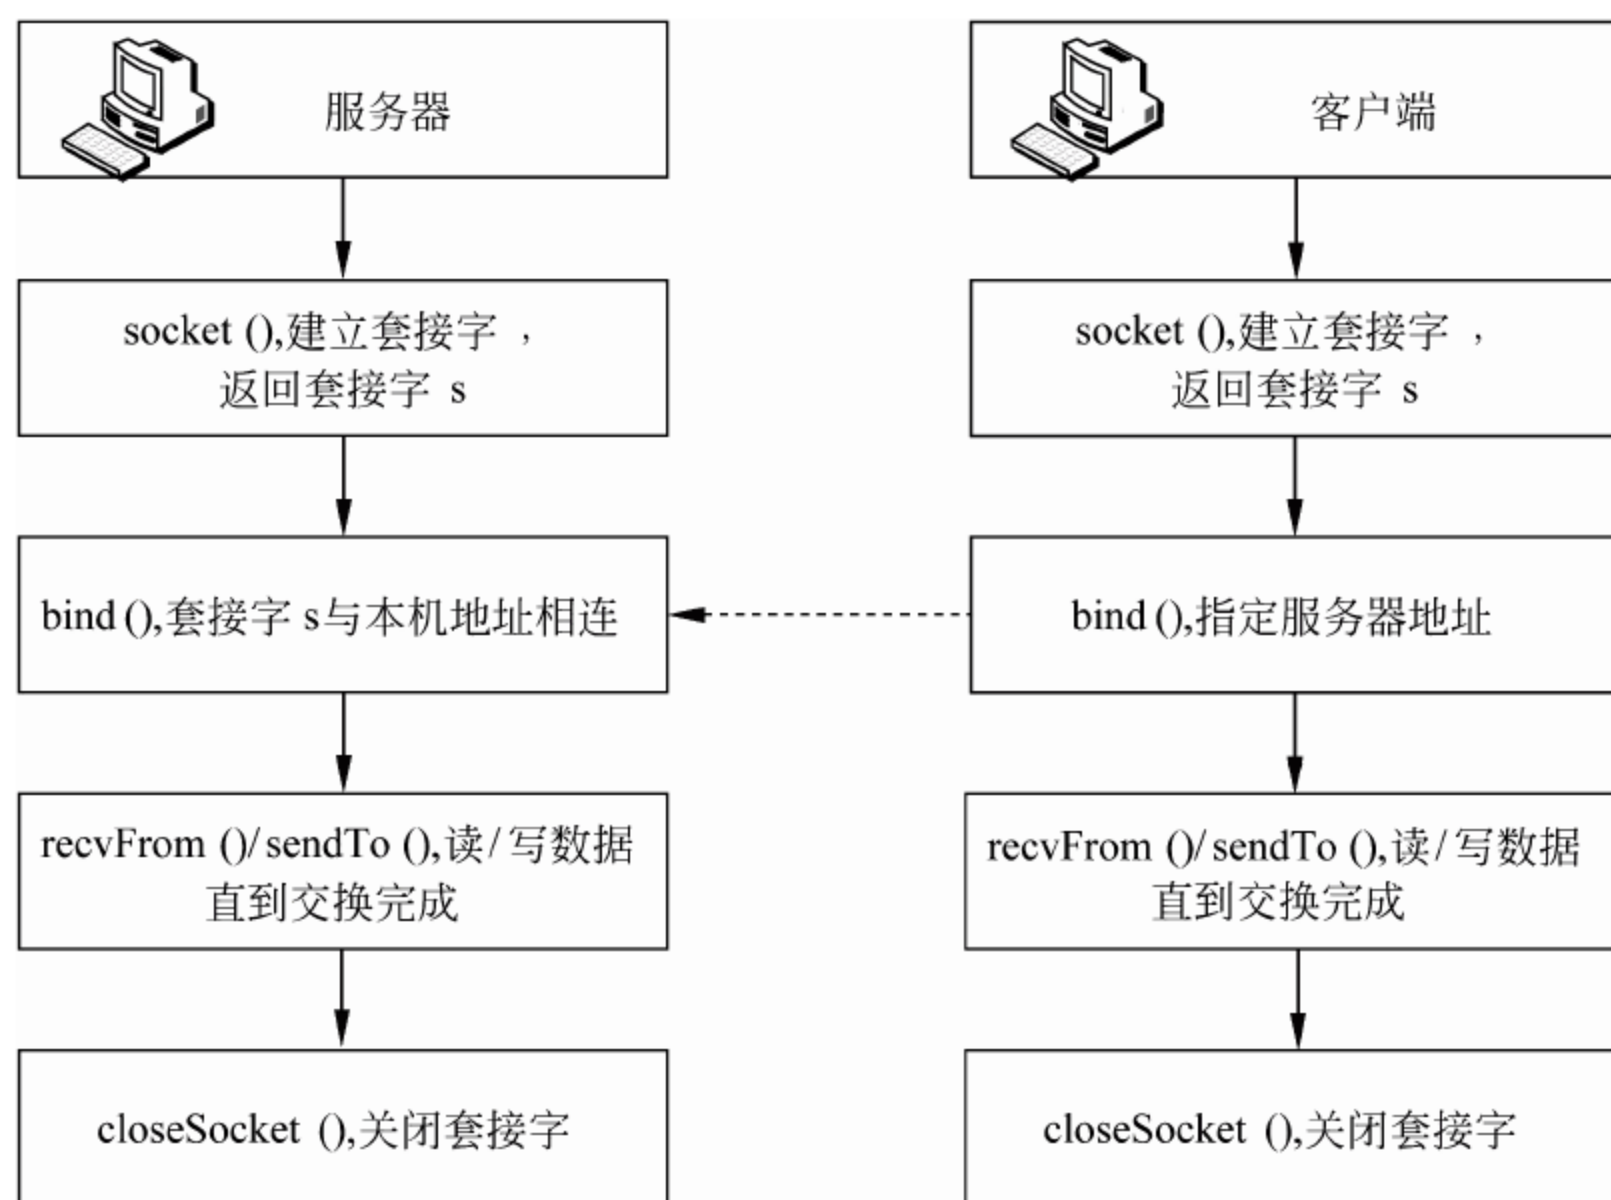 服务器
socket (),建立套接字，
返回套接字 s
bind (),套接字 s与本机地址相连
recvFrom ()/ sendTo (),读/写数据
直到交换完成
closeSocket (),关闭套接字
客户端
socket (),建立套接字，
返回套接字 s
bind (),指定服务器地址
recvFrom ()/ sendTo (),读/写数据
直到交换完成
closeSocket (),关闭套接字